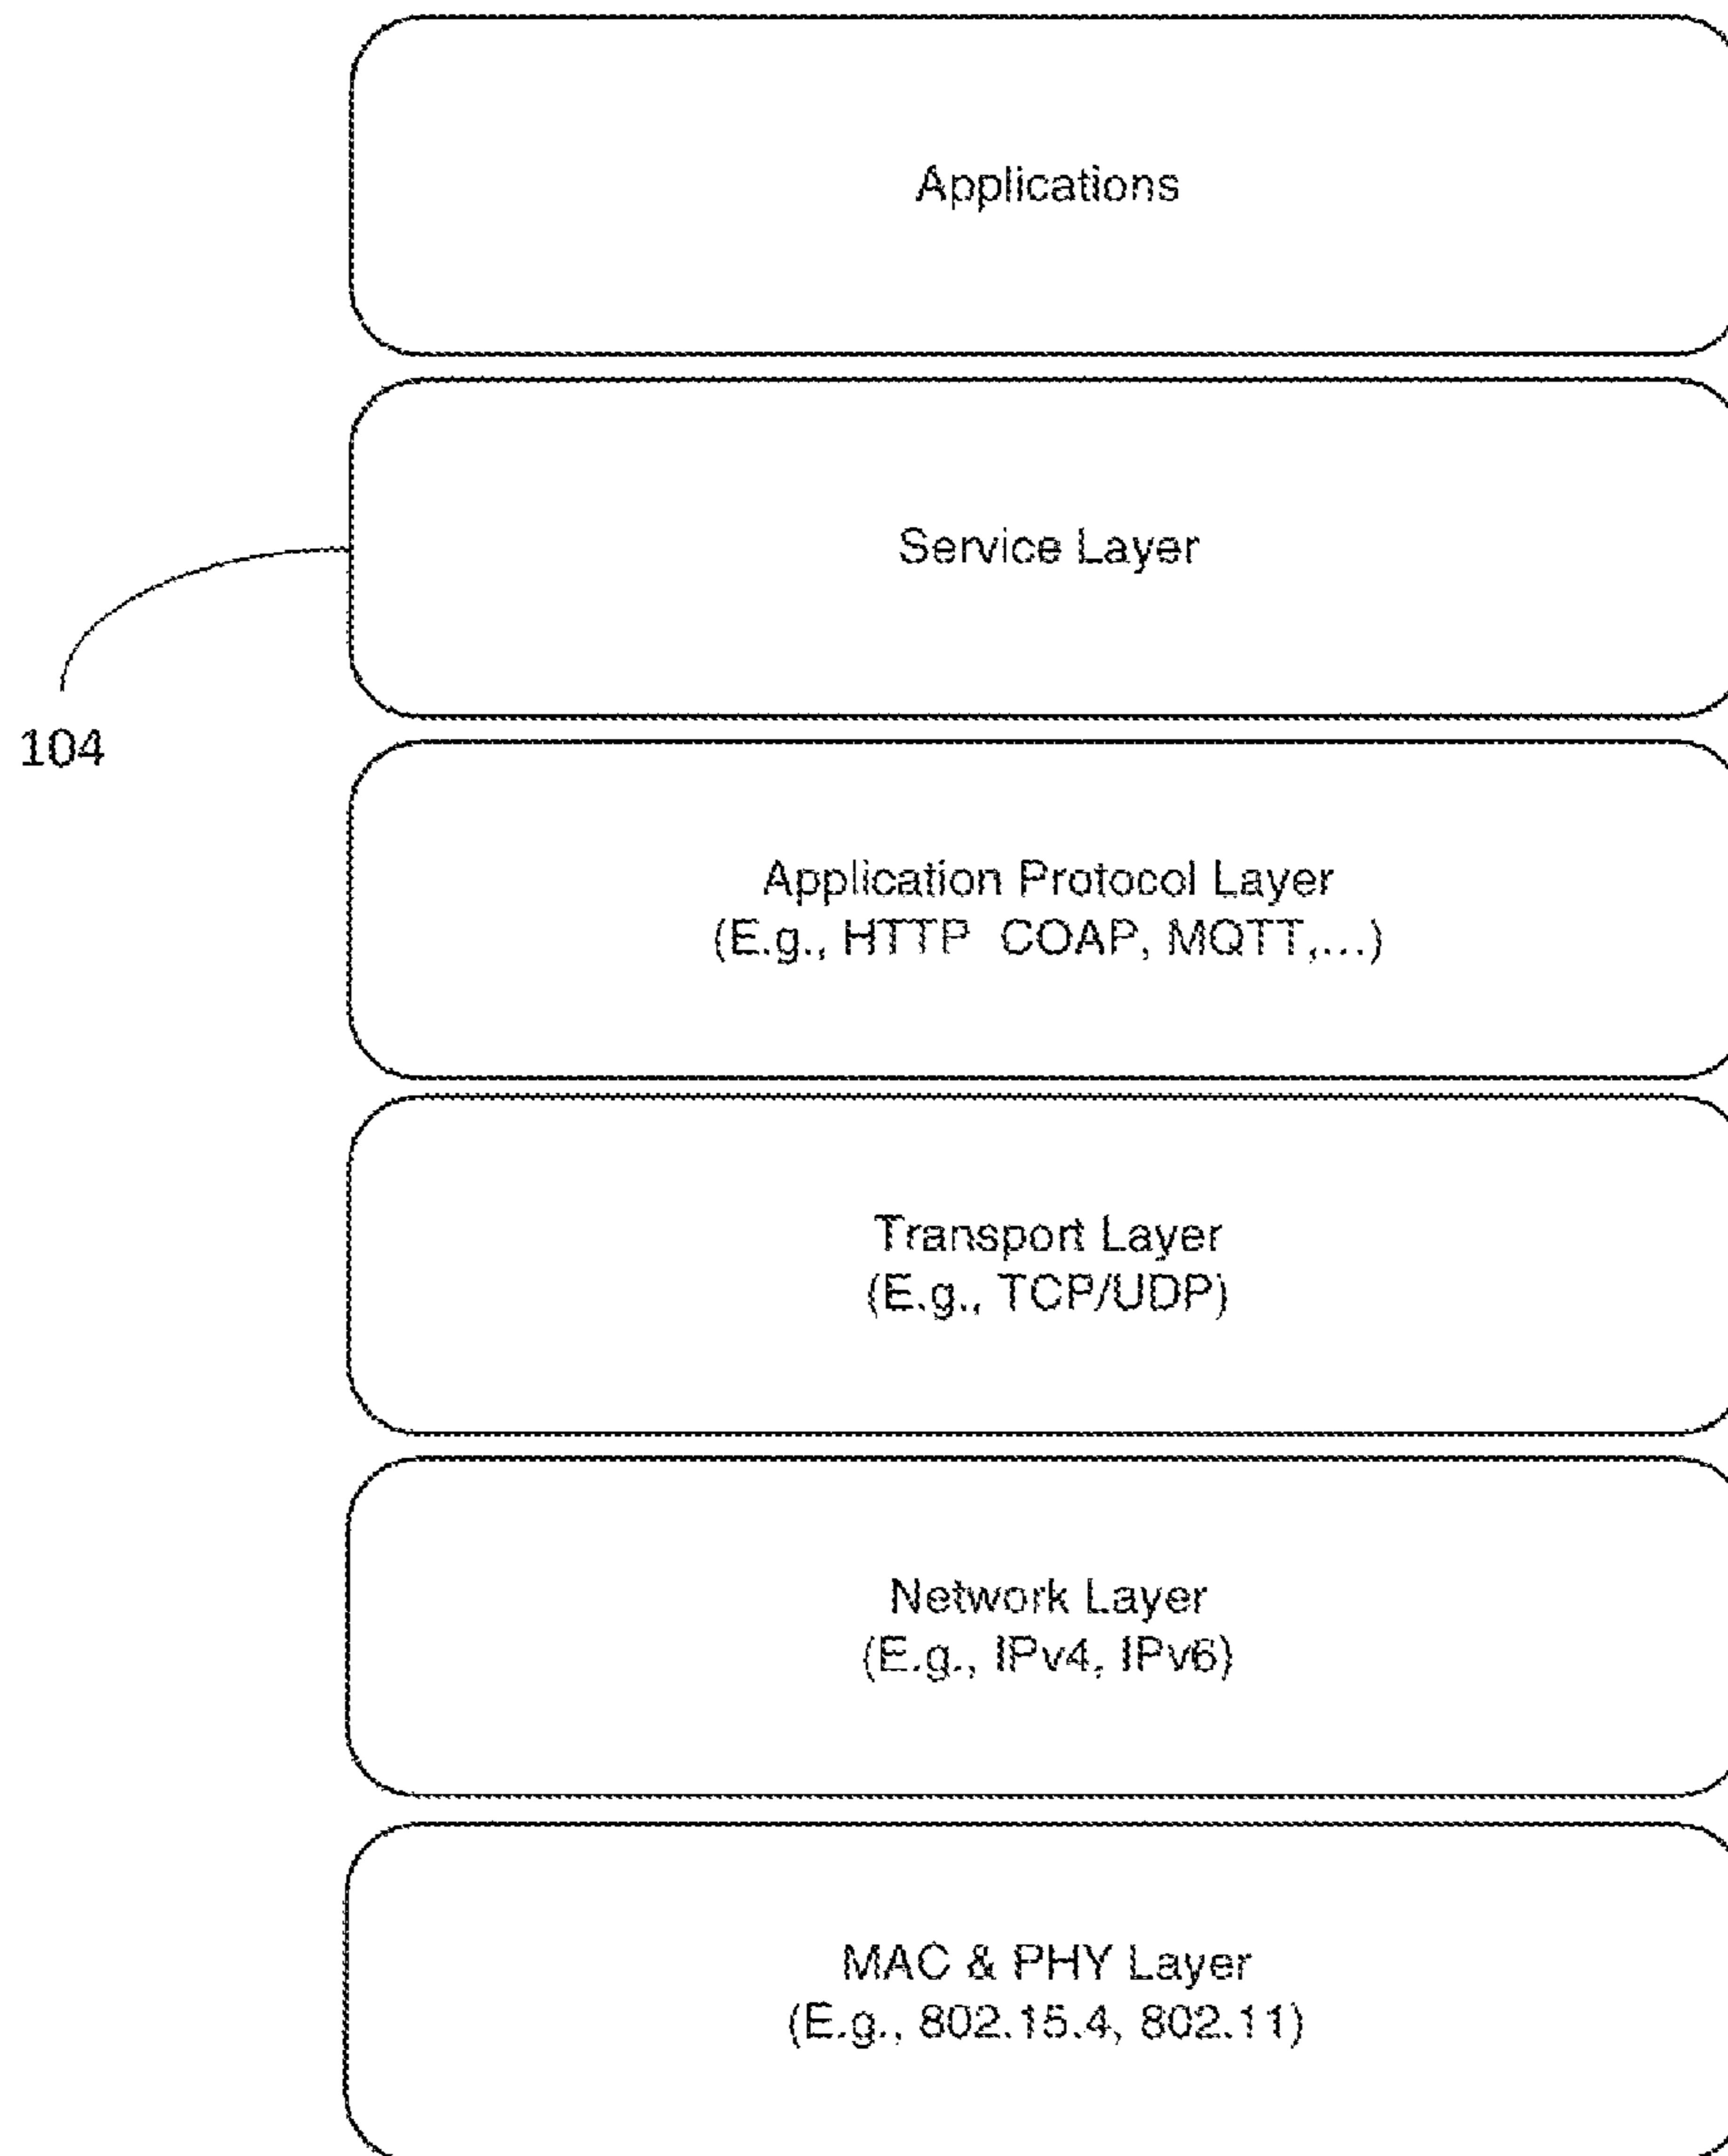 Applications
Service Layer
104
Application Protocol Layer
(E.g., HTTP COAP, MQTT,...)
Transport Layer
(E.g., TCP/UDP)
Network Layer
(E.g., IPv4, IPv6)
MAC & PHY Layer
(E.g., 802.15.4, 802.11)